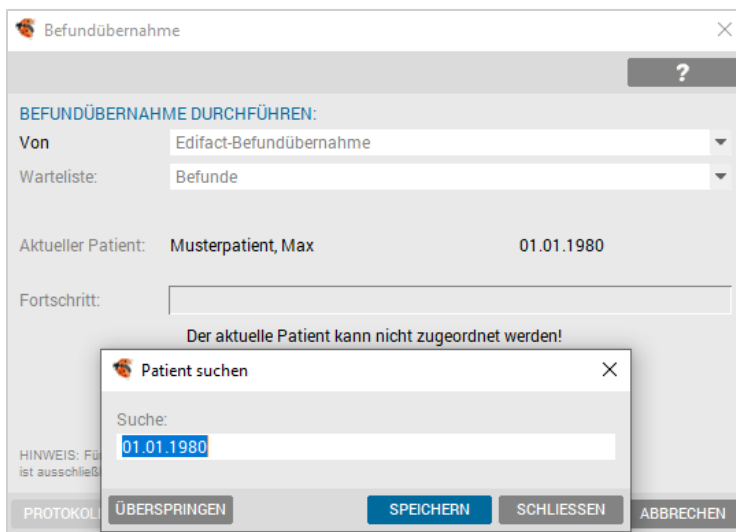 Befundübernahme
?
BEFUNDÜBERNAHME DURCHFÜHREN:
Von Edifact-Befundübernahme
Warteliste: Befunde
Aktueller Patient: Musterpatient, Max 01.01.1980
Fortschritt:
Der aktuelle Patient kann nicht zugeordnet werden!
Patient suchen
Suche:
01.01.1980
HINWEIS:
ist
ÜBERSPRINGEN SPEICHERN SCHLIESSEN ABBRECHEN